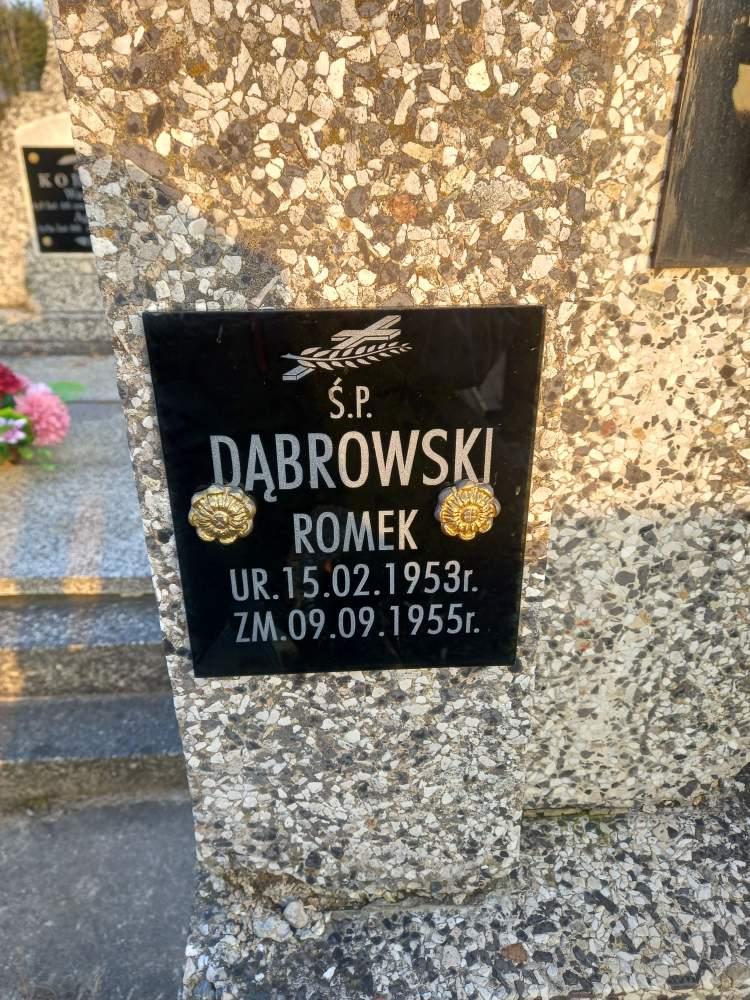 Ś.P.
DĄBROWSKI
ROMEK
UR.15.02.1953r.
ZM.09.09.1955r.